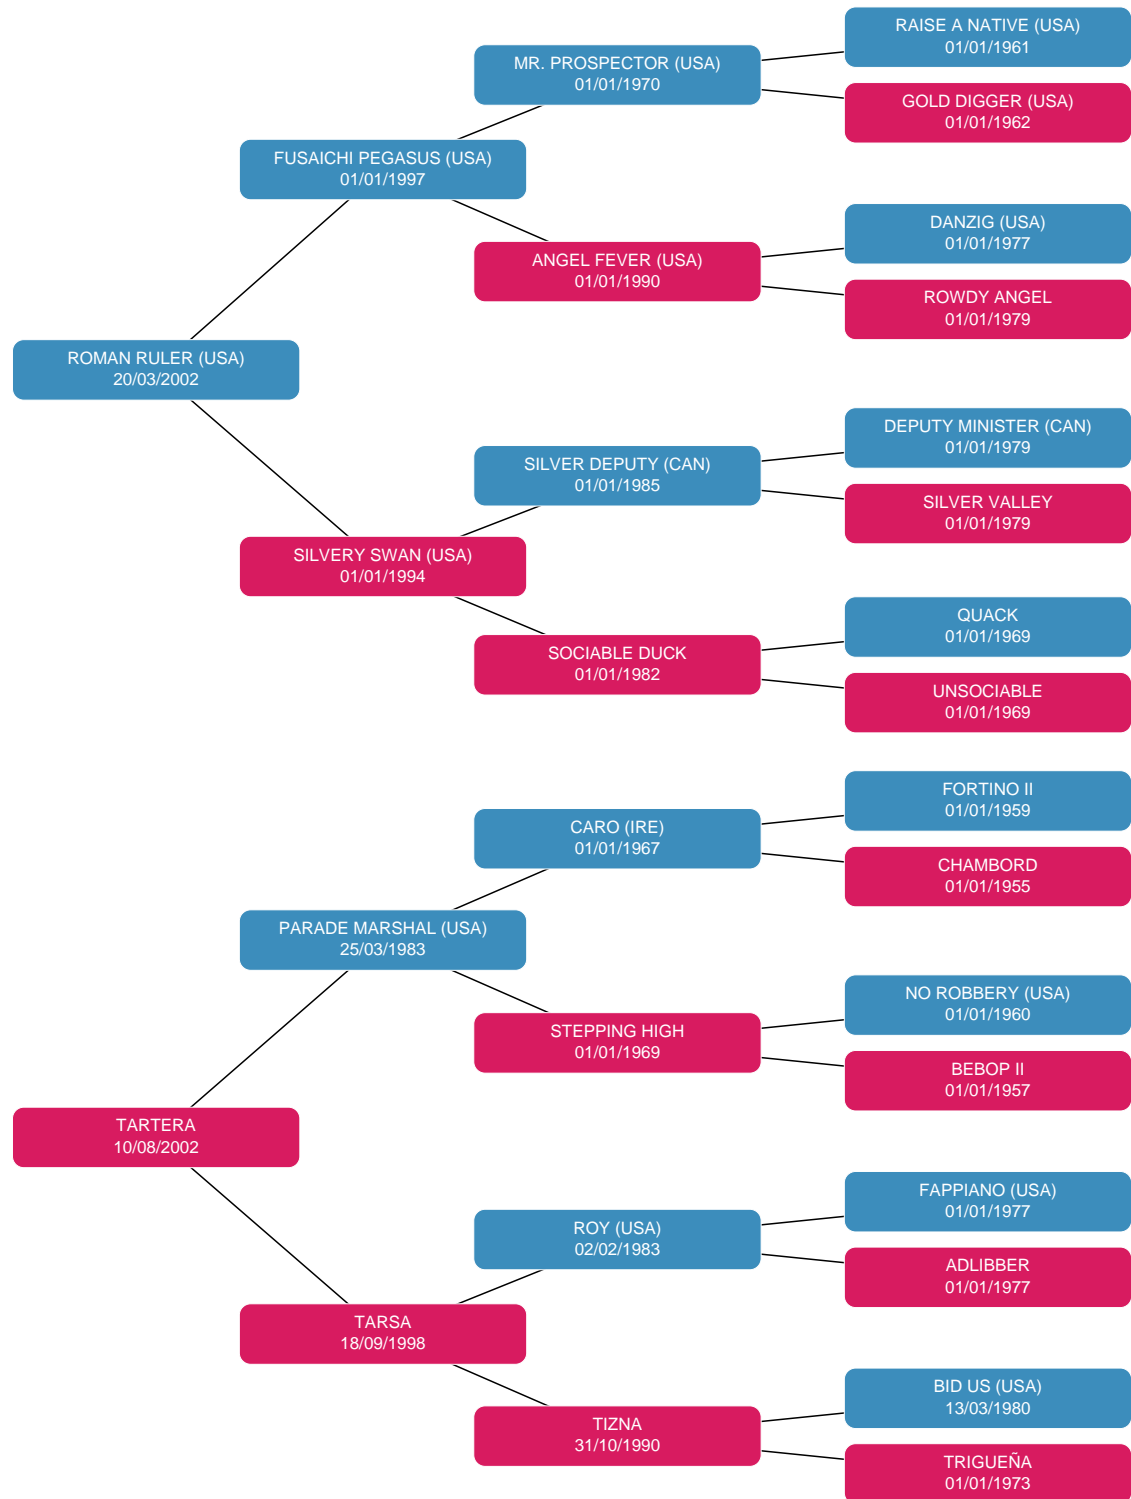 RAISE A NATIVE (USA)
01/01/1961
MR. PROSPECTOR (USA)
01/01/1970
GOLD DIGGER (USA)
01/01/1962
FUSAICHI PEGASUS (USA)
01/01/1997
DANZIG (USA)
01/01/1977
ANGEL FEVER (USA)
01/01/1990
ROWDY ANGEL
01/01/1979
ROMAN RULER (USA)
20/03/2002
DEPUTY MINISTER (CAN)
01/01/1979
SILVER DEPUTY (CAN)
01/01/1985
SILVER VALLEY
01/01/1979
SILVERY SWAN (USA)
01/01/1994
QUACK
01/01/1969
SOCIABLE DUCK
01/01/1982
UNSOCIABLE
01/01/1969
FORTINO II
01/01/1959
CARO (IRE)
01/01/1967
CHAMBORD
01/01/1955
PARADE MARSHAL (USA)
25/03/1983
NO ROBBERY (USA)
01/01/1960
STEPPING HIGH
01/01/1969
BEBOP II
01/01/1957
TARTERA
10/08/2002
FAPPIANO (USA)
01/01/1977
ROY (USA)
02/02/1983
ADLIBBER
01/01/1977
TARSA
18/09/1998
BID US (USA)
13/03/1980
TIZNA
31/10/1990
TRIGUEÑA
01/01/1973